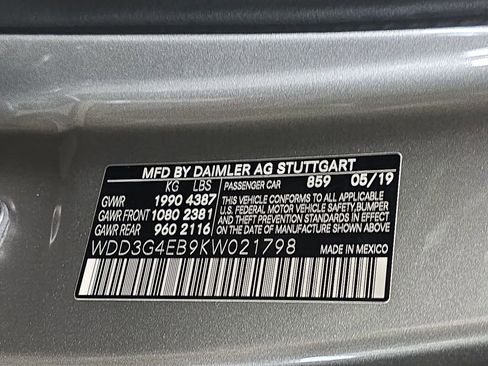 MFD BY DAIMLER AG STUTTGART
KG LBS PASSENGER CAR 859 05/19
GVWR 1990 4387 THIS VEHICLE CONFORMS TO ALL APPLICABLE
GAWR FRONT 1080 2381 U.S. FEDERAL MOTOR VEHICLE SAFETY,BUMPER
GAWR REAR 960 2116 AND THEFT PREVENTION STANDARDS IN EFFECT
ON THE DATE OF MANUFACTURE SHOWN ABOVE
WDD3G4EB9KW021798 MADE IN MEXICO